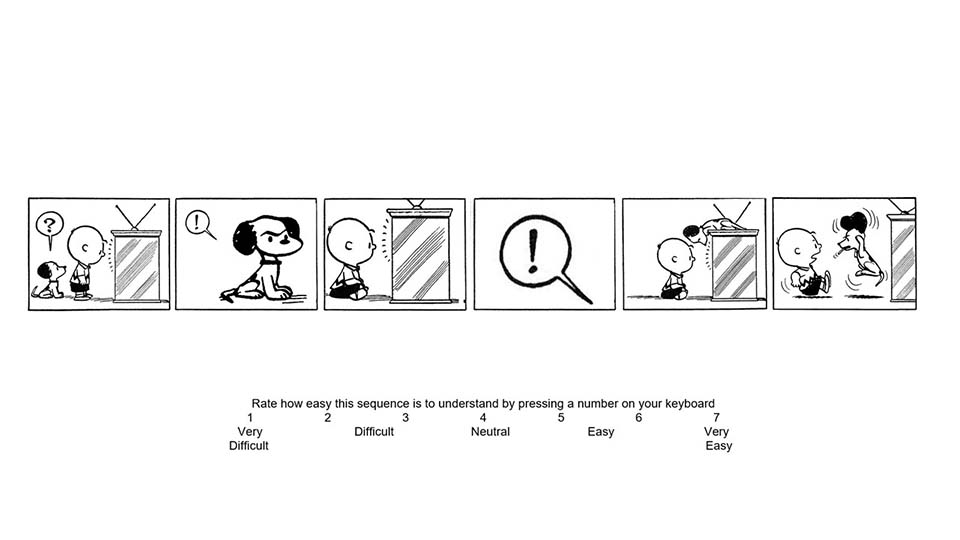 ?
!
!
Rate how easy this sequence is to understand by pressing a number on your keyboard
1 2 3 4 5 6 7
Very Difficult Neutral Easy Very
Difficult Easy